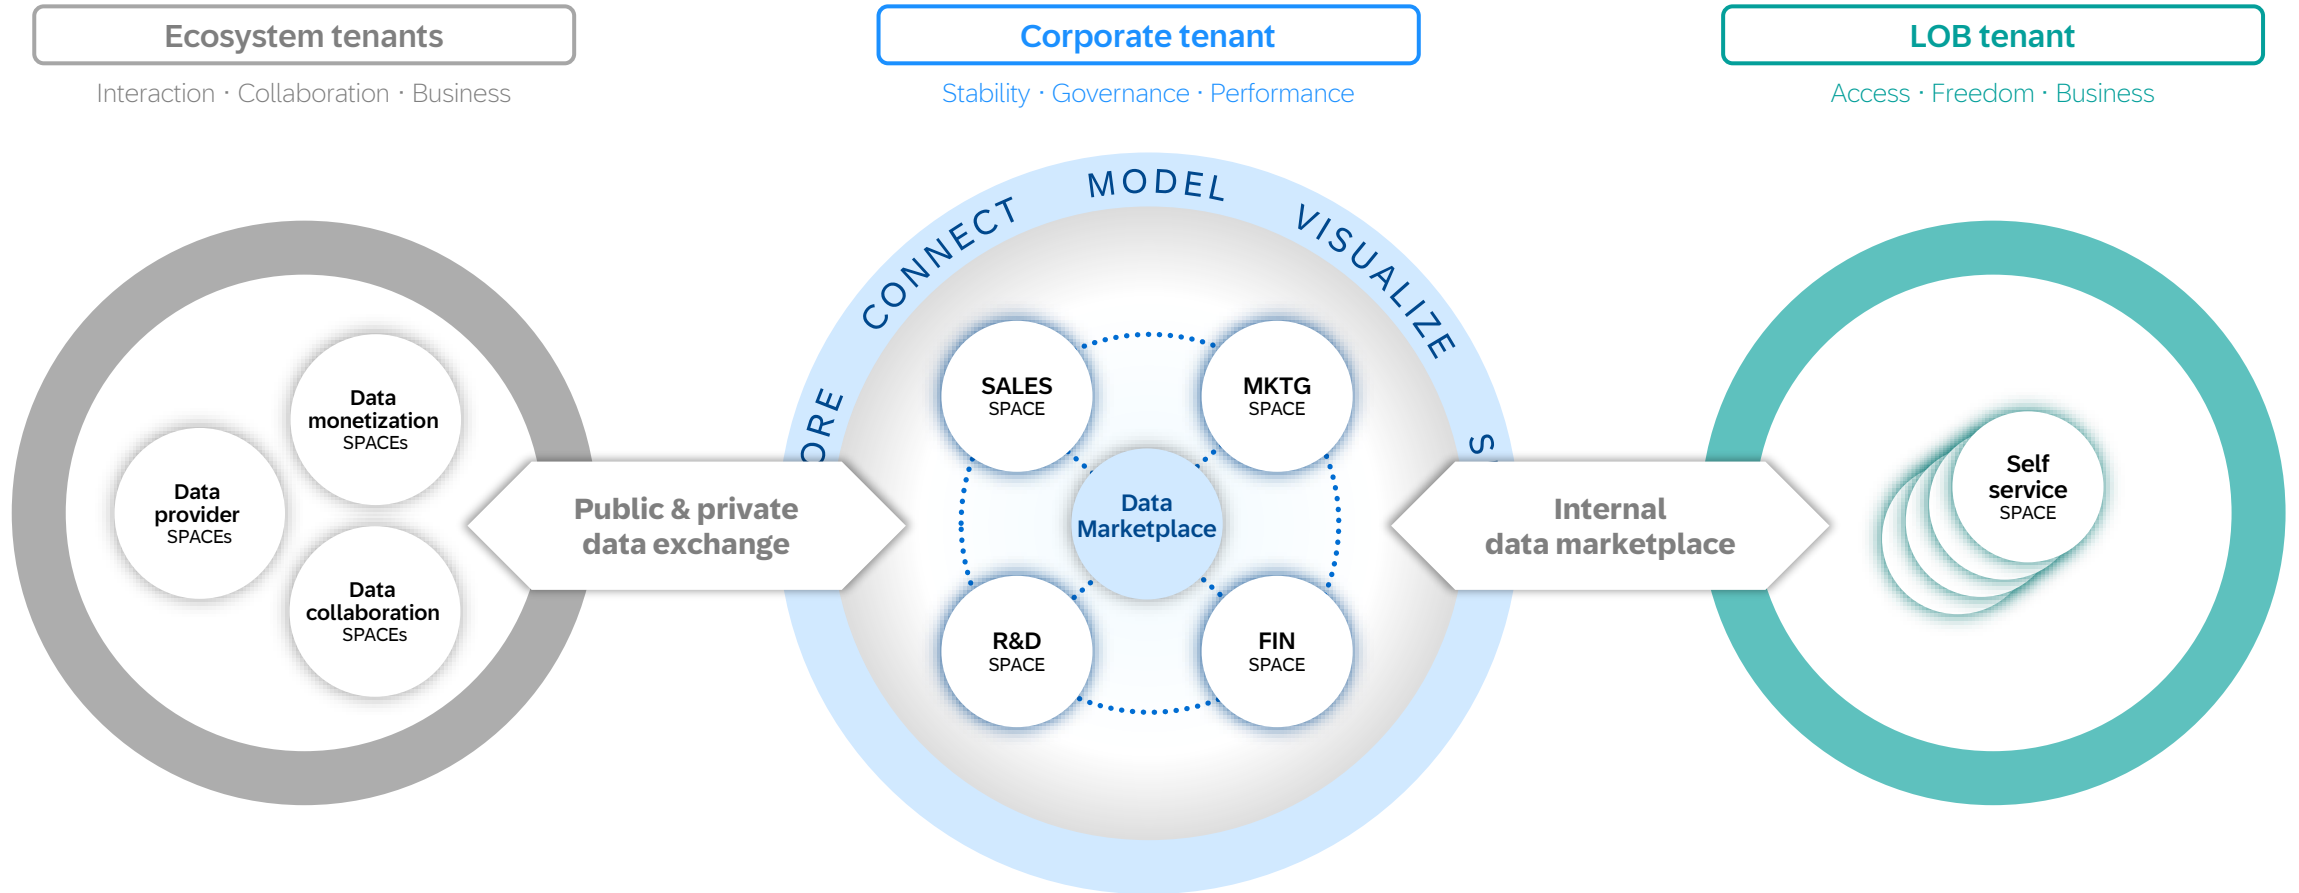 Ecosystem tenants
Interaction · Collaboration · Business
Corporate tenant
Stability · Governance · Performance
LOB tenant
Access · Freedom · Business
CONNECT
MODEL
VISUALIZE
Data
monetization
SPACEs
Data
provider
SPACEs
Data
collaboration
SPACEs
Public & private
data exchange
ORE
SALES
SPACE
MKTG
SPACE
Data
Marketplace
R&D
SPACE
FIN
SPACE
S
Internal
data marketplace
Self
service
SPACE